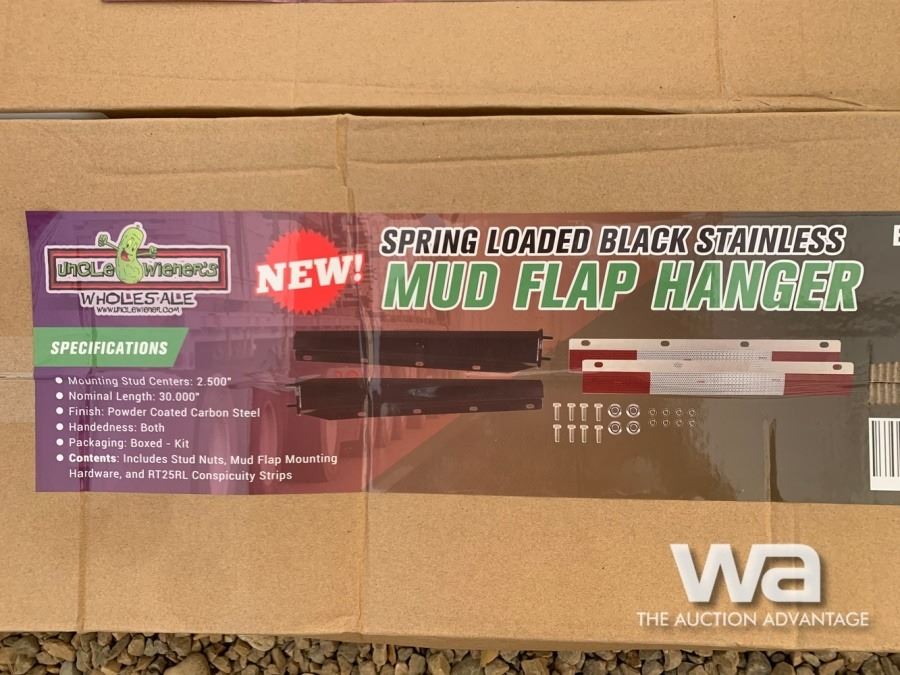 UNCLE WIENER'S
WHOLESALE
WWW.UNCLEWIENER.COM
NEW!
SPRING LOADED BLACK STAINLESS
MUD FLAP HANGER
SPECIFICATIONS
• Mounting Stud Centers: 2.500"
• Nominal Length: 30.000"
• Finish: Powder Coated Carbon Steel
• Handedness: Both
• Packaging: Boxed - Kit
• Contents: Includes Stud Nuts, Mud Flap Mounting
Hardware, and RT25RL Conspicuity Strips
wa
THE AUCTION ADVANTAGE